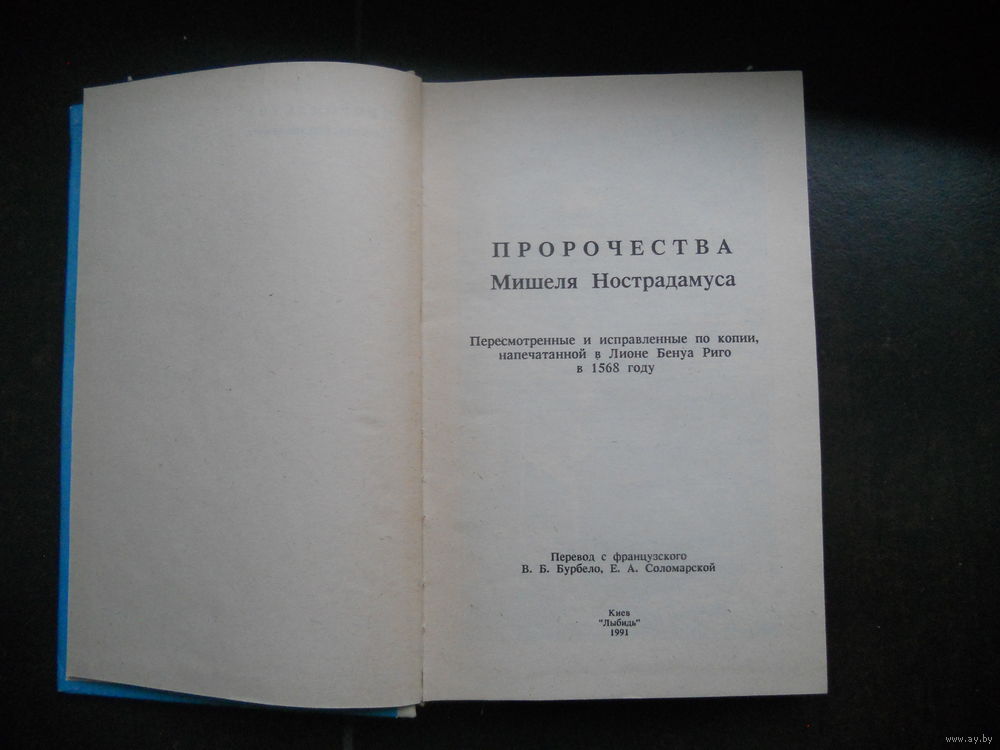 ПРОРОЧЕСТВА
Мишеля Нострадамуса
Пересмотренные и исправленные по копии,
напечатанной в Лионе Бенуа Риго
в 1568 году
Перевод с французского
В. Б. Бурбело, Е. А. Соломарской
Киев
"Лыбидь"
1991
www.ay.by